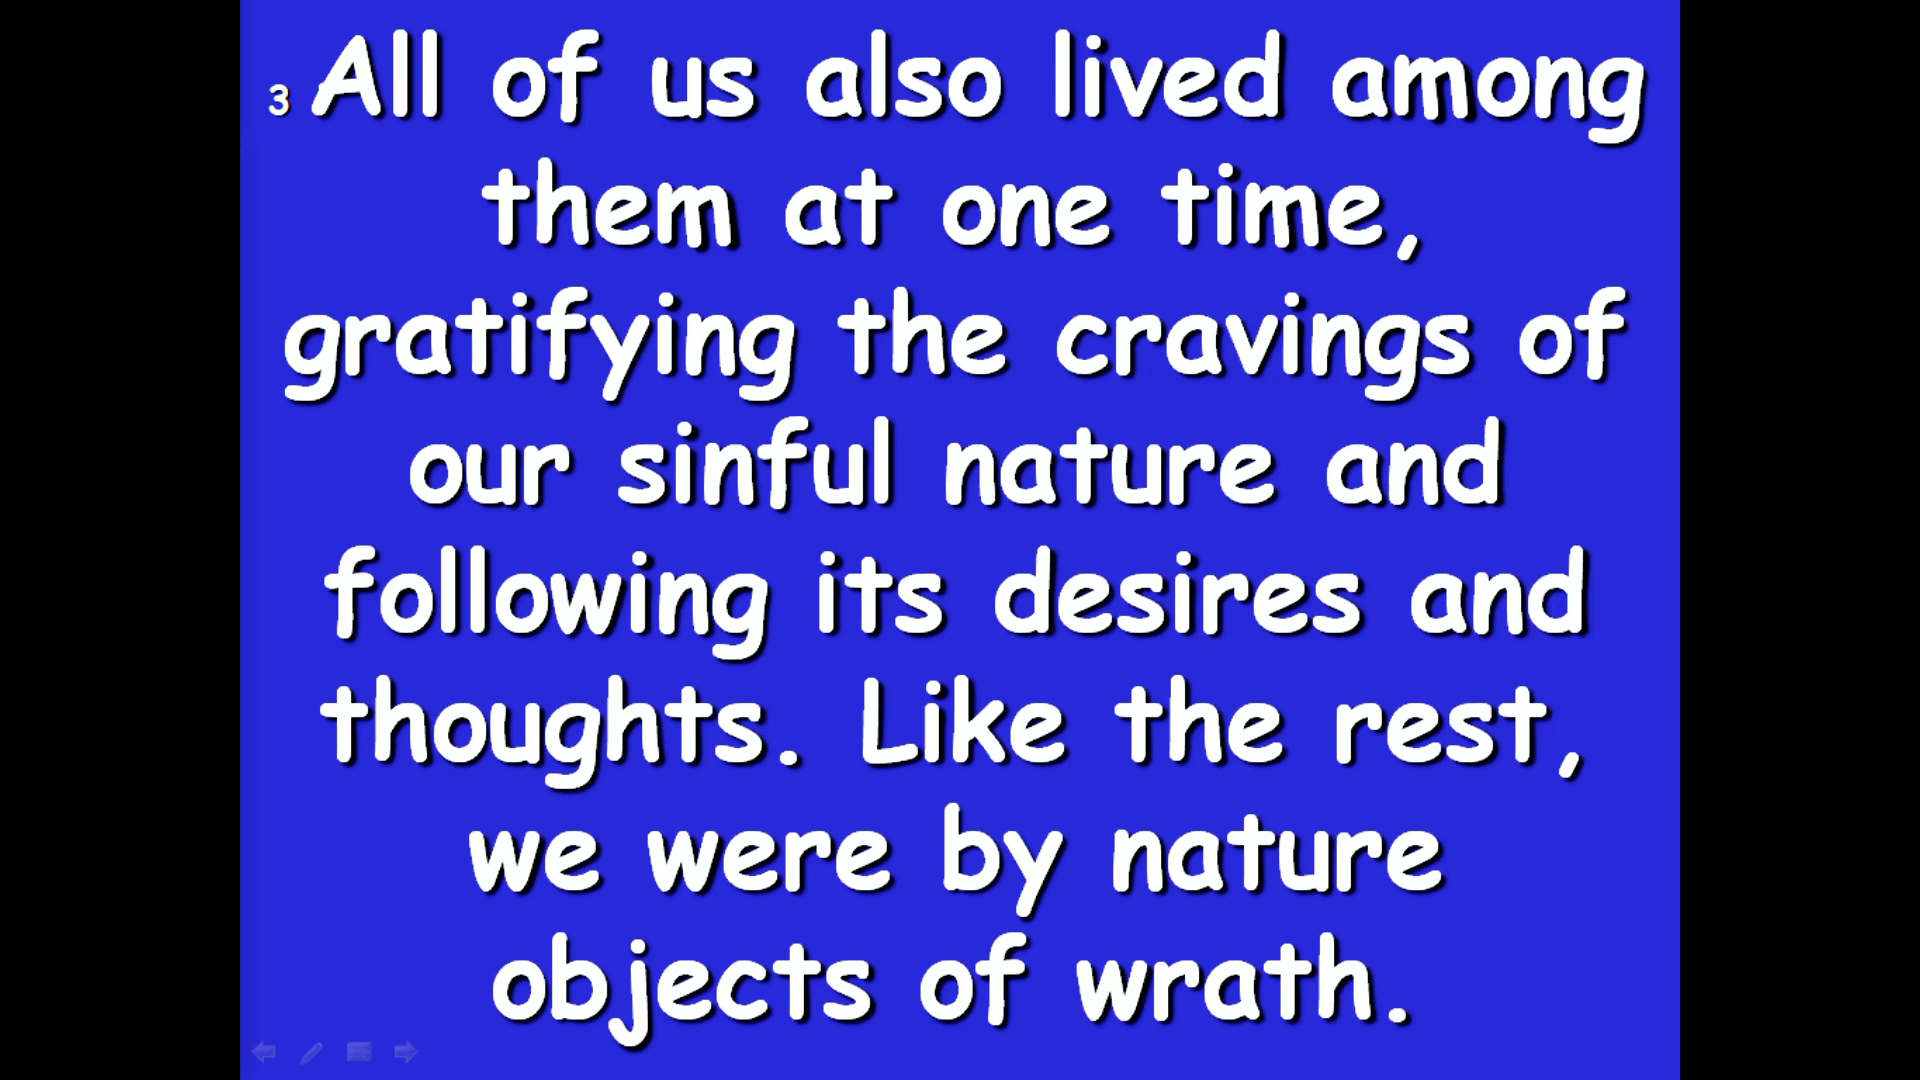 3 All of us also lived among
them at one time,
gratifying the cravings of
our sinful nature and
following its desires and
thoughts. Like the rest,
we were by nature
objects of wrath.